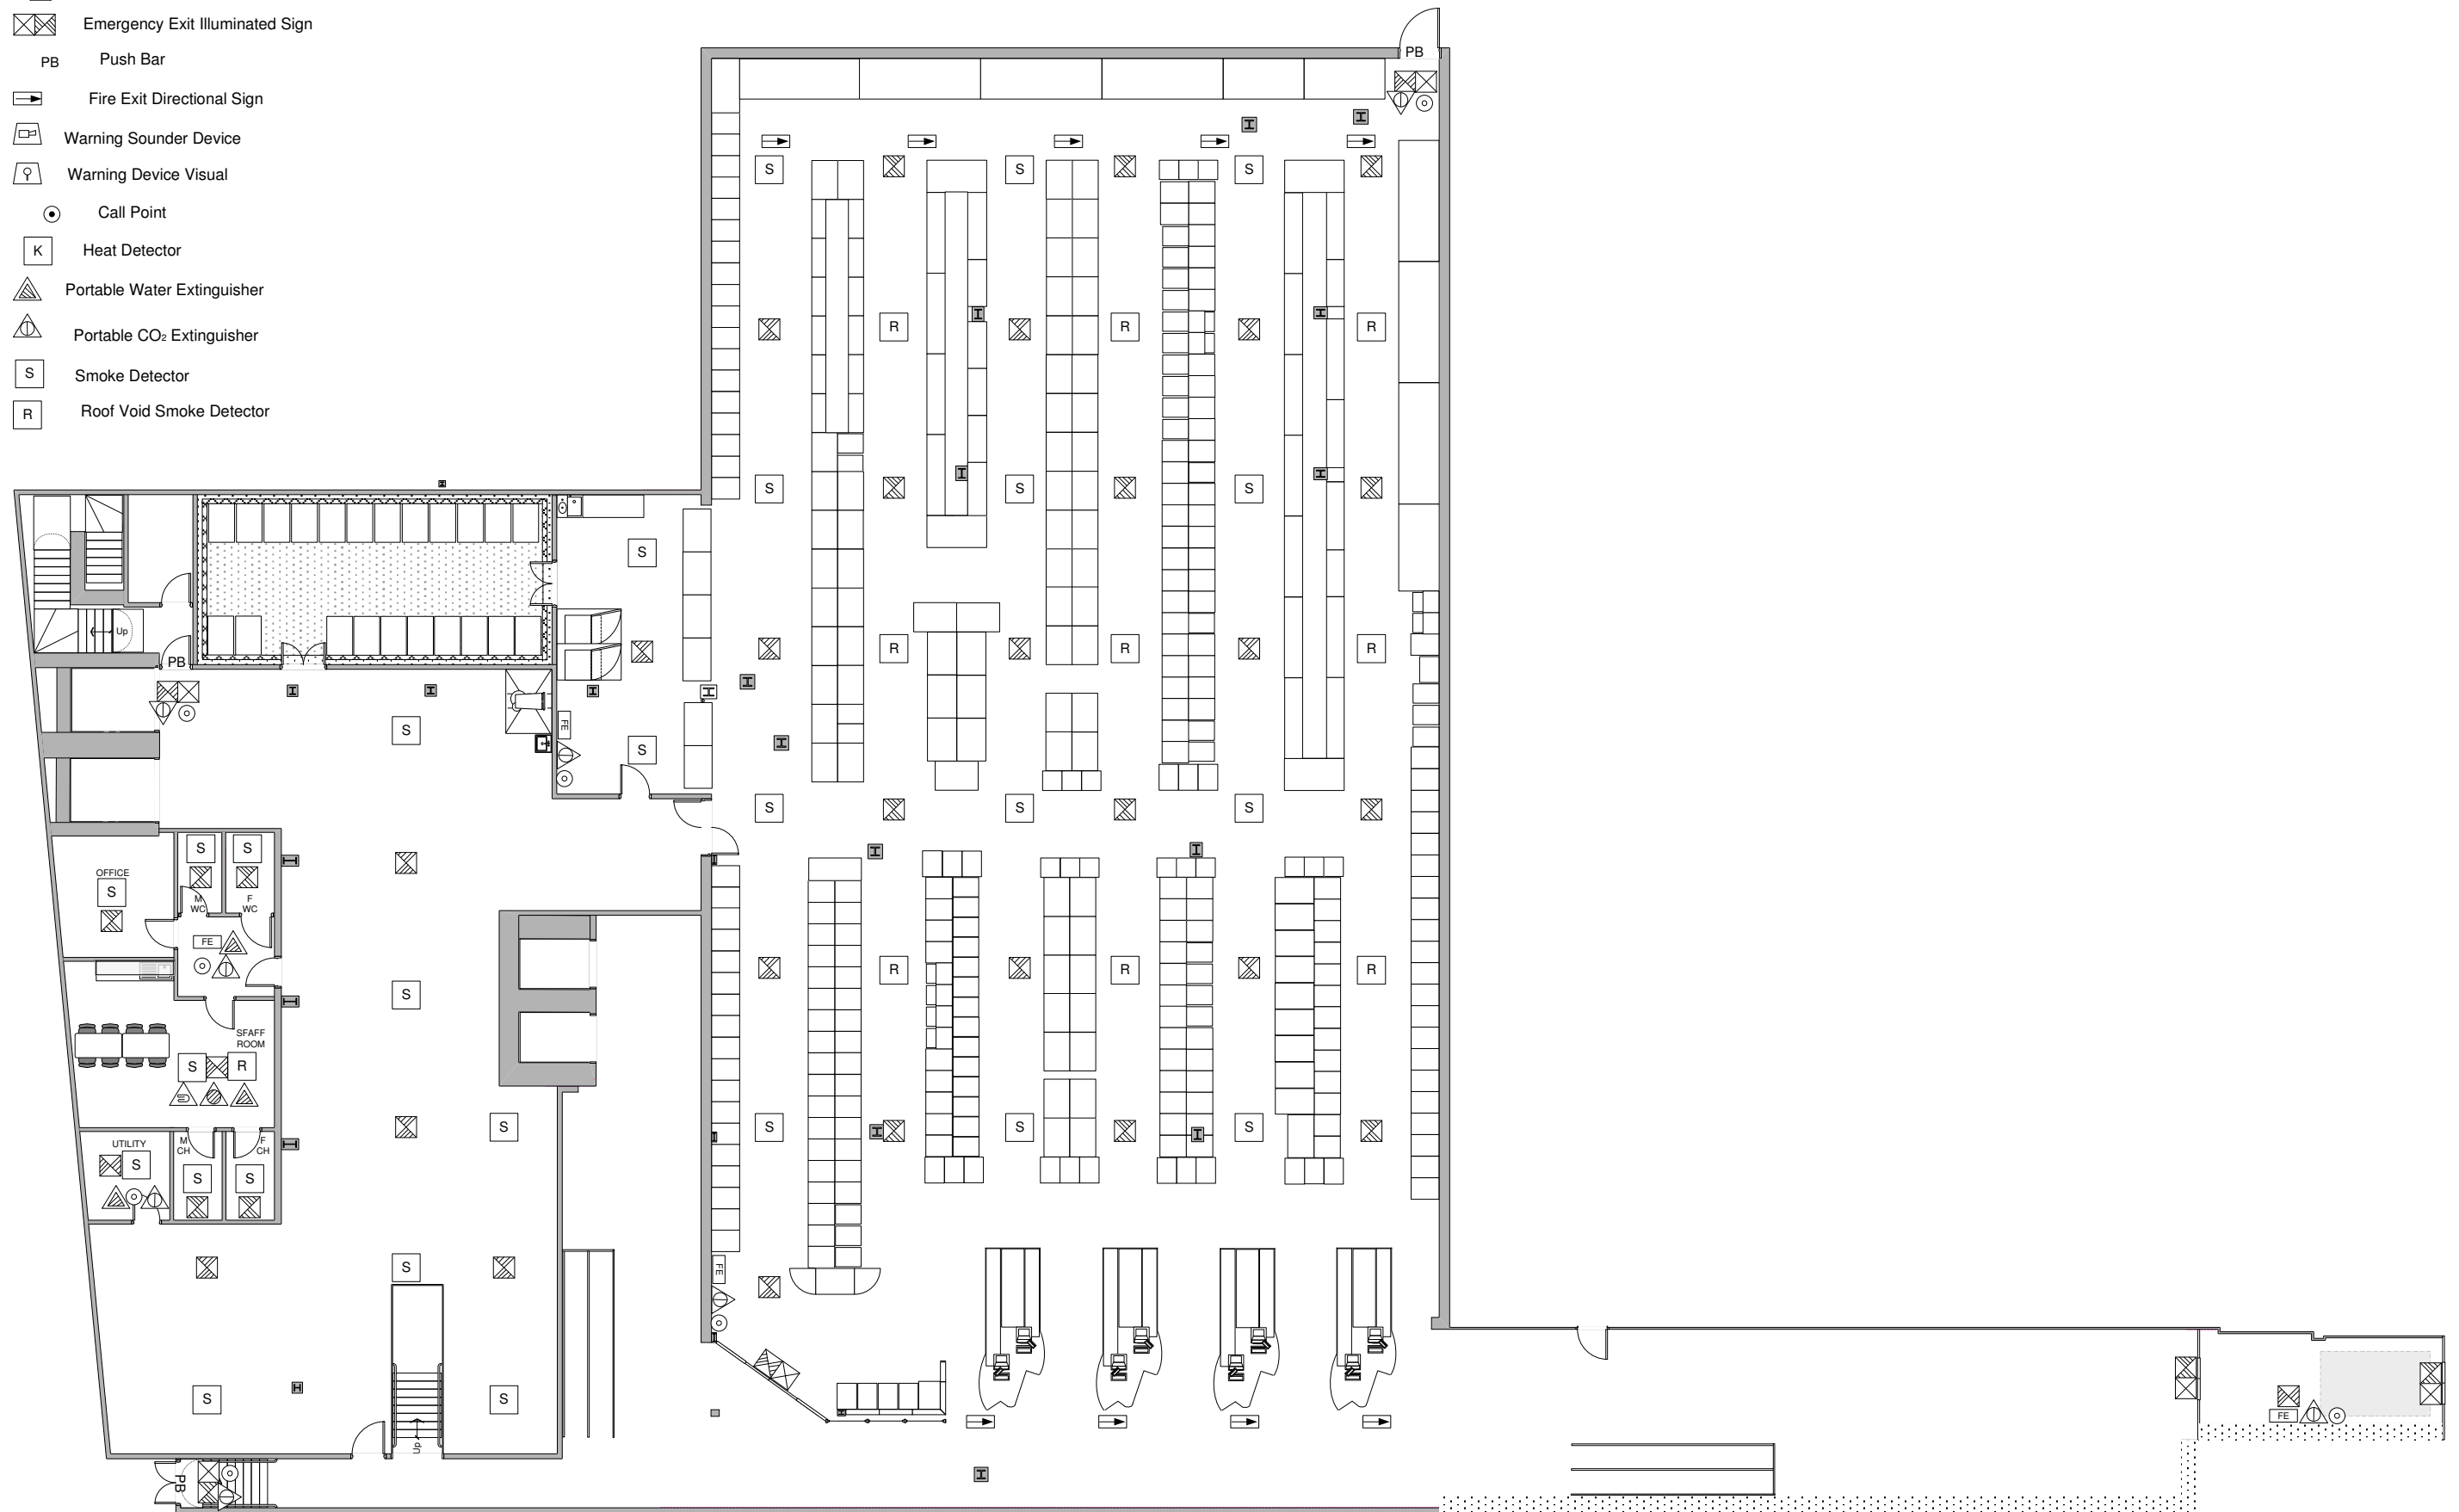 Emergency Exit Illuminated Sign
PB Push Bar
Fire Exit Directional Sign
Warning Sounder Device
Warning Device Visual
Call Point
K Heat Detector
Portable Water Extinguisher
Portable CO₂ Extinguisher
S Smoke Detector
R Roof Void Smoke Detector
PB
S S S
R R R
S S S
S
Up
R R R
PB
FE
S
S
S S S
S S
OFFICE
S
M
WC
F
WC
FE
R R R
S
SFAFF
ROOM
S R
S
S S S
UTILITY
M
CH
F
CH
S
S S
FE
S
S S
FE
Up
PB